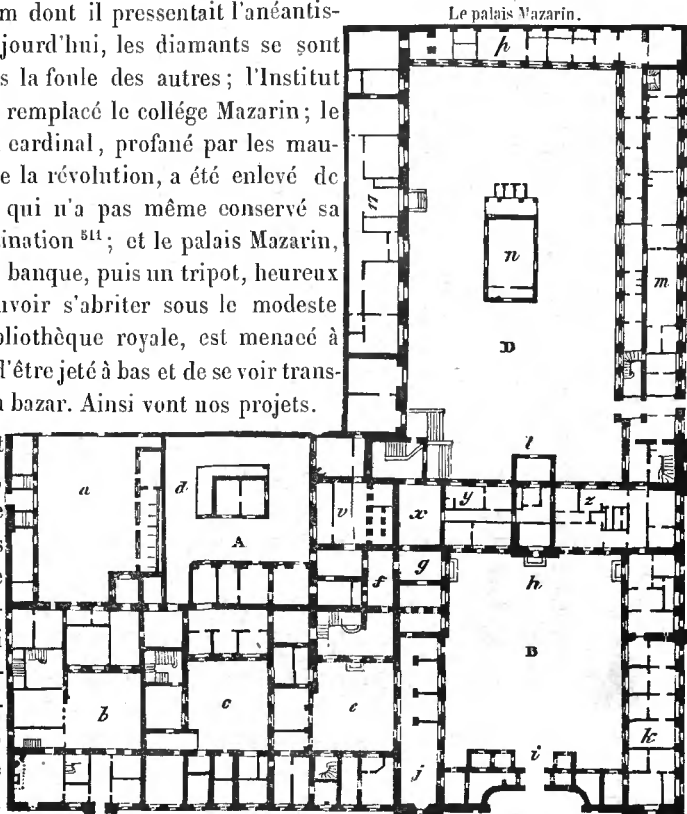 Le palais Mazarin.
m dont il pressentait l'anéantis-
jourd'hui, les diamants se sont
s la foule des autres; l'Institut
remplacé le collége Mazarin; le
cardinal, profané par les mau-
e la révolution, a été enlevé de
qui n'a pas même conservé sa
ination 511; et le palais Mazarin,
banque, puis un tripot, heureux
uvoir s'abriter sous le modeste
bliothèque royale, est menacé à
d'être jeté à bas et de se voir trans-
bazar. Ainsi vont nos projets.
p
n
m
D
l
a
d
A
v
x
y
z
f
g
h
B
b
c
e
i
j
k